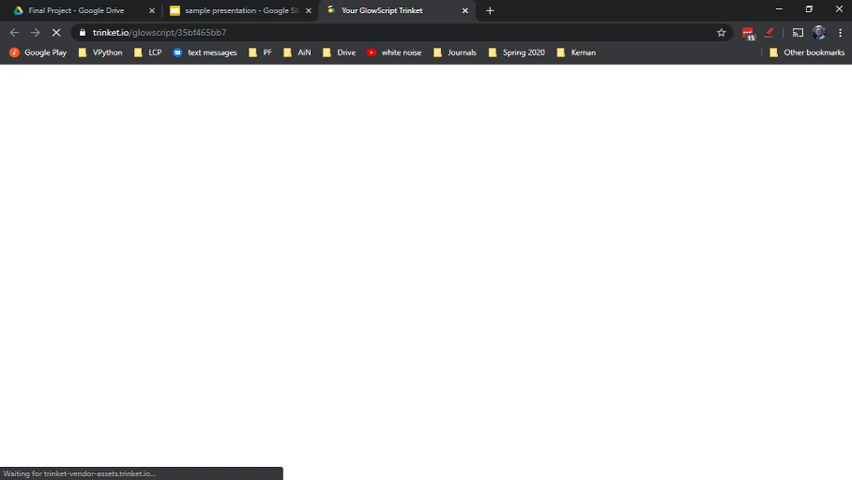 Final Project - Google Drive
sample presentation - Google Sl
Your GlowScript Trinket
trinket.io/glowscript/35bf465bb7
15
Google Play
VPython
LCP
text messages
PF
AiN
Drive
white noise
Journals
Spring 2020
Kernan
Other bookmarks
Waiting for trinket-vendor-assets.trinket.io...